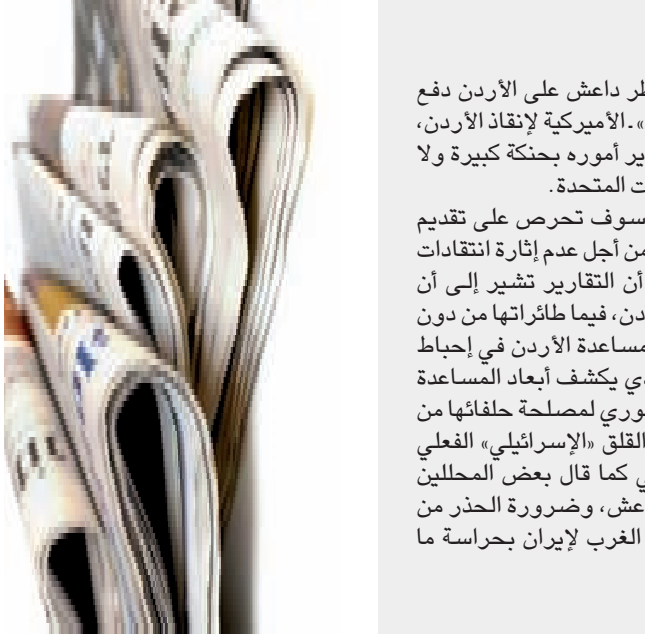 طر داعش على الأردن دفع
». الأميركية لإنقاذ الأردن،
ير أموره بحنكة كبيرة ولا
ت المتحدة.
سوف تحرص على تقديم
من أجل عدم إثارة انتقادات
أن التقارير تشير إلى أن
دن، فيما طائراتها من دون
مساعدة الأردن في إحباط
ي يكشف أبعاد المساعدة
وري لمصلحة حلفائها من
القلق «الإسرائيلي» الفعلي
ي كما قال بعض المحللين
عش، وضرورة الحذر من
الغرب لإيران بحراسة ما